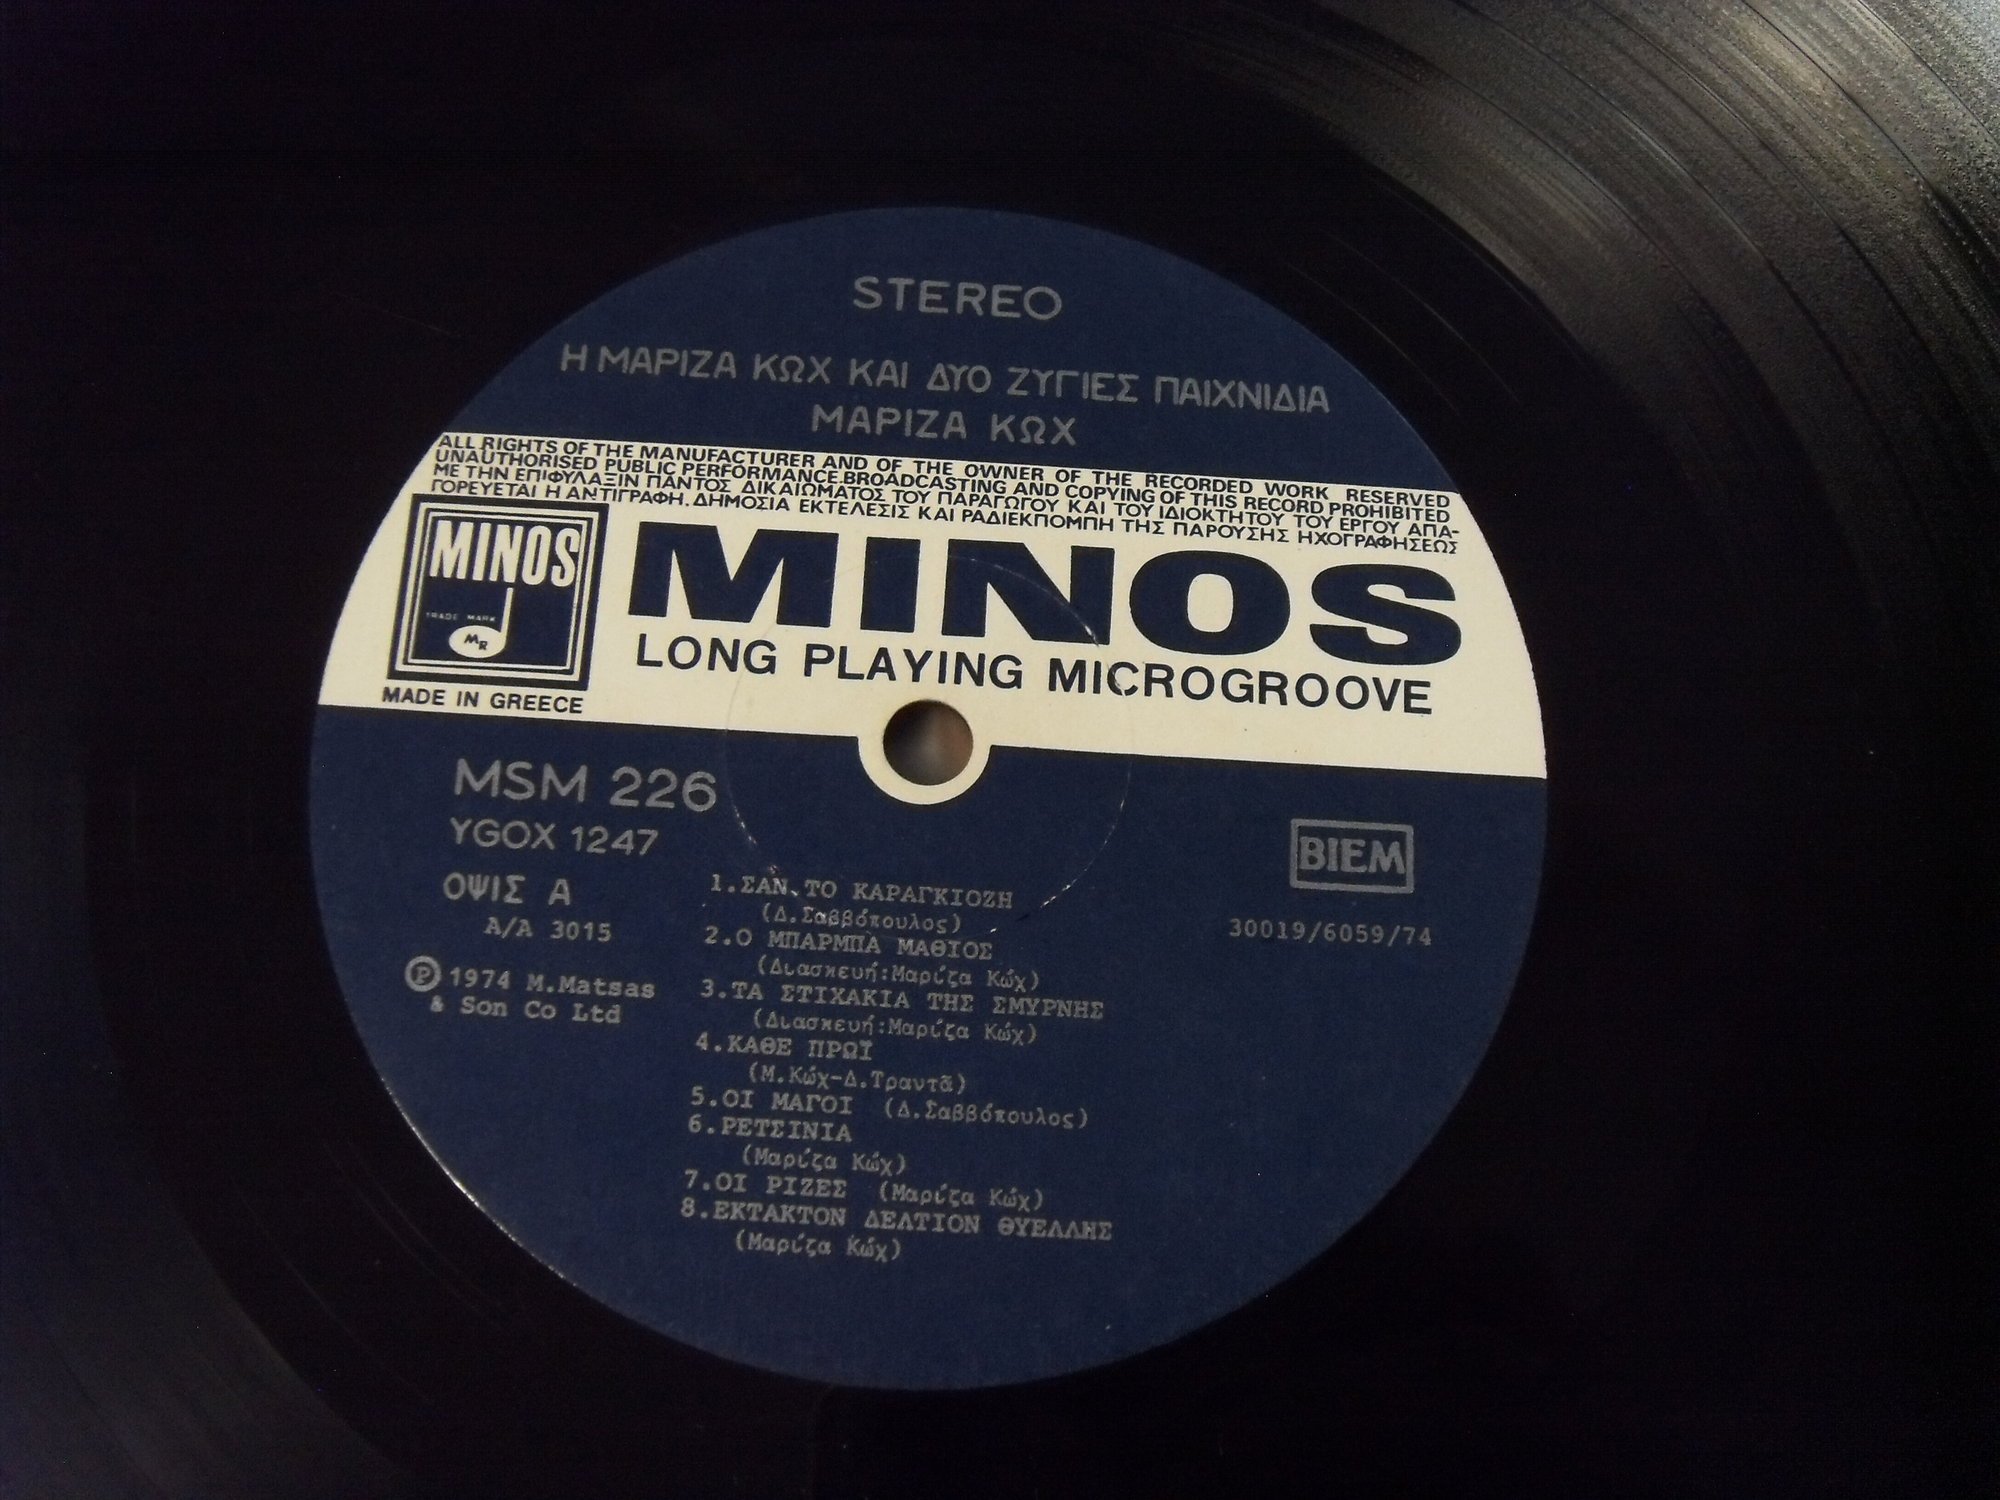 STEREO
Η ΜΑΡΙΖΑ ΚΩΧ ΚΑΙ ΔΥΟ ΖΥΓΙΕΣ ΠΑΙΧΝΙΔΙΑ
ΜΑΡΙΖΑ ΚΩΧ
ALL RIGHTS OF THE MANUFACTURER AND OF THE OWNER OF THE RECORDED WORK RESERVED
UNAUTHORISED PUBLIC PERFORMANCE.BROADCASTING AND COPYING OF THIS RECORD PROHIBITED
ΜΕ ΤΗΝ ΕΠΙΦΥΛΑΞΙΝ ΠΑΝΤΟΣ ΔΙΚΑΙΩΜΑΤΟΣ ΤΟΥ ΠΑΡΑΓΩΓΟΥ ΚΑΙ ΤΟΥ ΙΔΙΟΚΤΗΤΟΥ ΤΟΥ ΕΡΓΟΥ ΑΠΑ-
ΓΟΡΕΥΕΤΑΙ Η ΑΝΤΙΓΡΑΦΗ. ΔΗΜΟΣΙΑ ΕΚΤΕΛΕΣΙΣ ΚΑΙ ΡΑΔΙΕΚΠΟΜΠΗ ΤΗΣ ΠΑΡΟΥΣΗΣ ΗΧΟΓΡΑΦΗΣΕΩΣ
MINOS
TRADE MARK
MR
MADE IN GREECE
MINOS
LONG PLAYING MICROGROOVE
MSM 226
YGOX 1247
ΟΨΙΣ Α
A/A 3015
Ⓟ 1974 M.Matsas
& Son Co Ltd
BIEM
30019/6059/74
1.ΣΑΝ ΤΟ ΚΑΡΑΓΚΙΟΖΗ
(Δ.Σαββόπουλος)
2.Ο ΜΠΑΡΜΠΑ ΜΑΘΙΟΣ
(Διασκευή:Μαρίζα Κώχ)
3.ΤΑ ΣΤΙΧΑΚΙΑ ΤΗΣ ΣΜΥΡΝΗΣ
(Διασκευή:Μαρίζα Κώχ)
4.ΚΑΘΕ ΠΡΩΪ
(Μ.Κώχ-Δ.Τραντᾶ)
5.ΟΙ ΜΑΓΟΙ (Δ.Σαββόπουλος)
6.ΡΕΤΣΙΝΙΑ
(Μαρίζα Κώχ)
7.ΟΙ ΡΙΖΕΣ (Μαρίζα Κώχ)
8.ΕΚΤΑΚΤΟΝ ΔΕΛΤΙΟΝ ΘΥΕΛΛΗΣ
(Μαρίζα Κώχ)